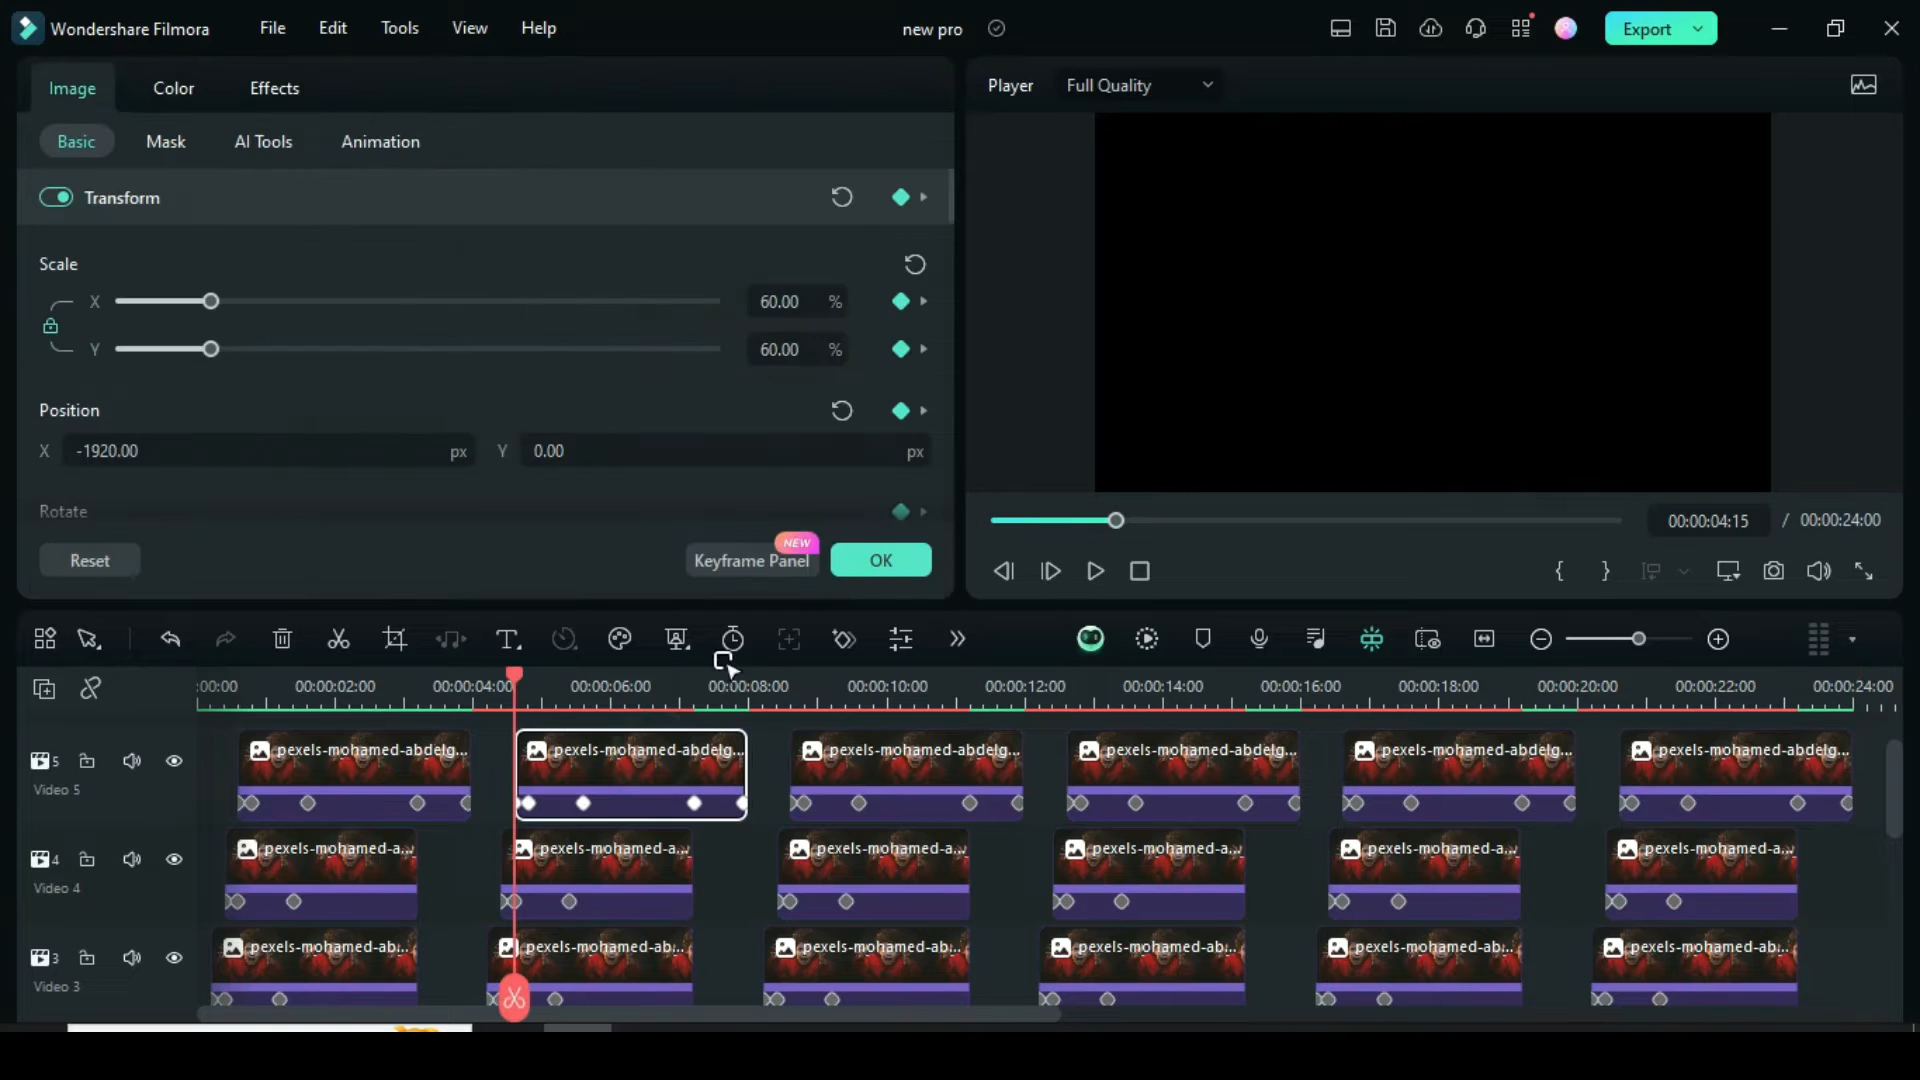 Wondershare Filmora File Edit Tools View Help new pro Export
Image Color Effects
Player Full Quality
Basic Mask AI Tools Animation
Transform
Scale
X 60.00 %
Y 60.00 %
Position
X -1920.00 px Y 0.00 px
Rotate
00:00:04:15 / 00:00:24:00
NEW
Reset Keyframe Panel OK
:00:00 00:00:02:00 00:00:04:00 00:00:06:00 00:00:08:00 00:00:10:00 00:00:12:00 00:00:14:00 00:00:16:00 00:00:18:00 00:00:20:00 00:00:22:00 00:00:24:00
pexels-mohamed-abdelg... pexels-mohamed-abdelg... pexels-mohamed-abdelg... pexels-mohamed-abdelg... pexels-mohamed-abdelg... pexels-mohamed-abdelg...
5
Video 5
pexels-mohamed-a... pexels-mohamed-a... pexels-mohamed-a... pexels-mohamed-a... pexels-mohamed-a... pexels-mohamed-a...
4
Video 4
pexels-mohamed-ab... pexels-mohamed-ab... pexels-mohamed-ab... pexels-mohamed-ab... pexels-mohamed-ab... pexels-mohamed-ab...
3
Video 3